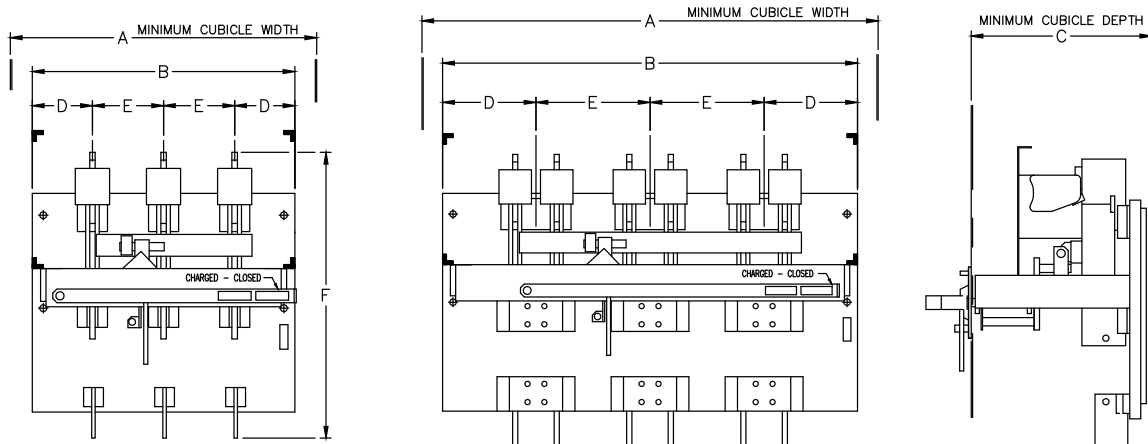 MINIMUM CUBICLE WIDTH
A
B
D E E D
F
CHARGED - CLOSED
MINIMUM CUBICLE WIDTH
A
B
D E E D
CHARGED - CLOSED
MINIMUM CUBICLE DEPTH
C